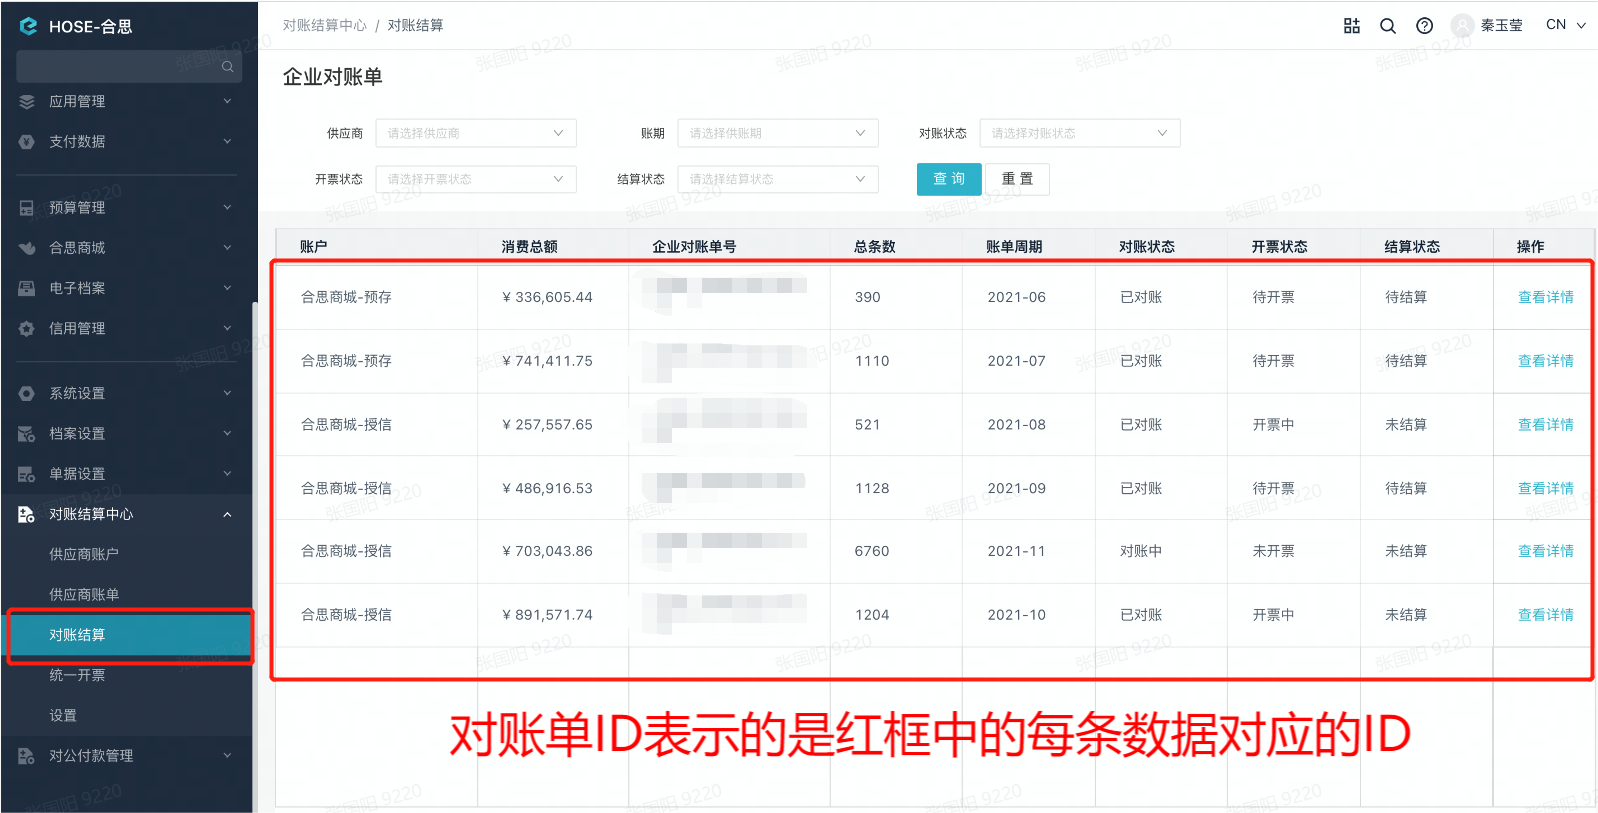 HOSE-合思
对账结算中心 / 对账结算
秦玉莹
CN
企业对账单
应用管理
支付数据
预算管理
合思商城
电子档案
信用管理
系统设置
档案设置
单据设置
对账结算中心
供应商账户
供应商账单
对账结算
统一开票
设置
对公付款管理
供应商 请选择供应商 账期 请选择供账期 对账状态 请选择对账状态
开票状态 请选择开票状态 结算状态 请选择结算状态 查 询 重 置
账户 消费总额 企业对账单号 总条数 账单周期 对账状态 开票状态 结算状态 操作
合思商城-预存 ¥ 336,605.44 390 2021-06 已对账 待开票 待结算 查看详情
合思商城-预存 ¥ 741,411.75 1110 2021-07 已对账 待开票 待结算 查看详情
合思商城-授信 ¥ 257,557.65 521 2021-08 已对账 开票中 未结算 查看详情
合思商城-授信 ¥ 486,916.53 1128 2021-09 已对账 待开票 待结算 查看详情
合思商城-授信 ¥ 703,043.86 6760 2021-11 对账中 未开票 未结算 查看详情
合思商城-授信 ¥ 891,571.74 1204 2021-10 已对账 开票中 未结算 查看详情
对账单ID表示的是红框中的每条数据对应的ID
张国阳 9220